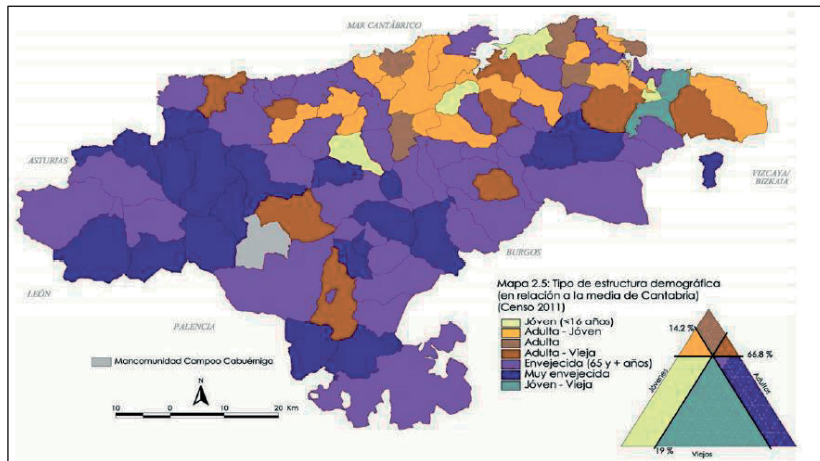 MAR CANTÁBRICO
ASTURIAS
VIZCAYA/
BIZKAIA
BURGOS
LEÓN
PALENCIA
Mapa 2.5: Tipo de estructura demográfica
(en relación a la media de Cantabria)
(Censo 2011)
Jóven (<16 años)
Adulta - Jóven
Adulta
Adulta - Vieja
Envejecida (65 y + años)
Muy envejecida
Jóven - Vieja
Mancomunidad Campoo Cabuérniga
N
10 0 10 20 Km
14.2 %
66.8 %
Jóvenes
Adultos
19 %
Viejos